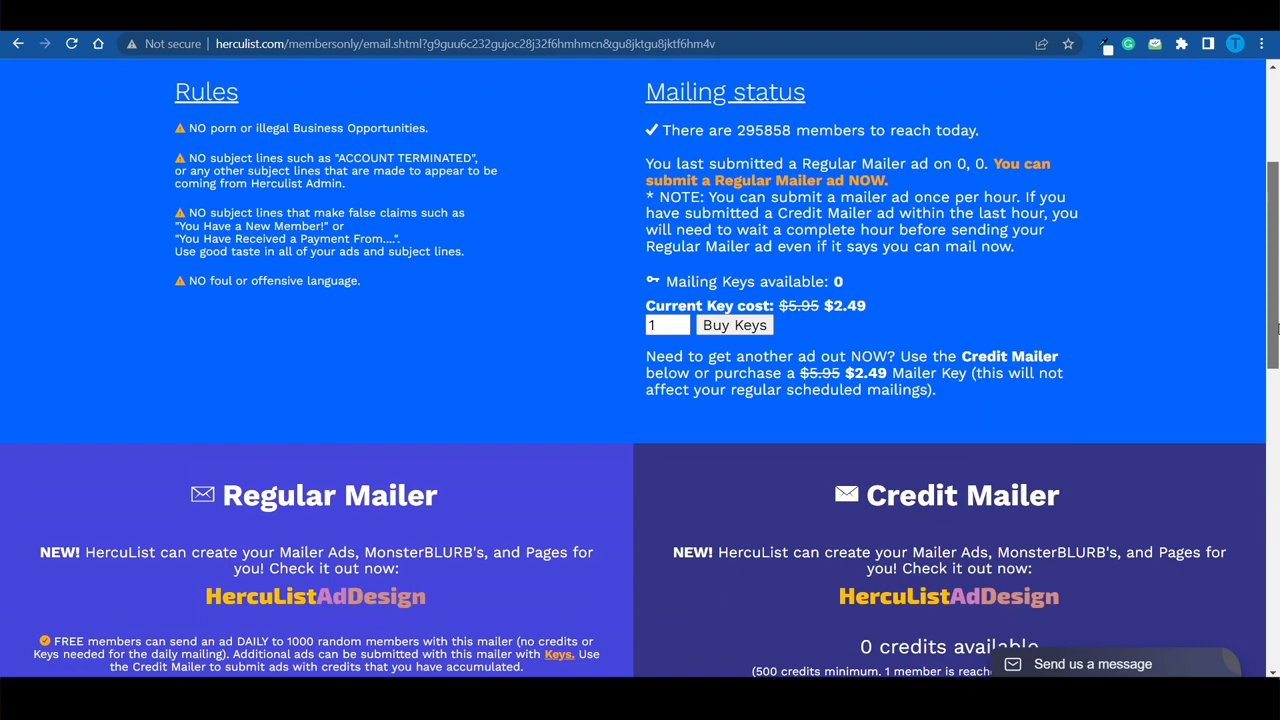 Not secure
herculist.com/membersonly/email.shtml?g9guu6c232gujoc28j32f6hmhmcn&gu8jktgu8jktf6hm4v
T
Rules
NO porn or illegal Business Opportunities.
NO subject lines such as "ACCOUNT TERMINATED",
or any other subject lines that are made to appear to be
coming from Herculist Admin.
NO subject lines that make false claims such as
"You Have a New Member!" or
"You Have Received a Payment From....".
Use good taste in all of your ads and subject lines.
NO foul or offensive language.
Mailing status
There are 295858 members to reach today.
You last submitted a Regular Mailer ad on 0, 0. You can
submit a Regular Mailer ad NOW.
* NOTE: You can submit a mailer ad once per hour. If you
have submitted a Credit Mailer ad within the last hour, you
will need to wait a complete hour before sending your
Regular Mailer ad even if it says you can mail now.
Mailing Keys available: 0
Current Key cost: $5.95 $2.49
1 Buy Keys
Need to get another ad out NOW? Use the Credit Mailer
below or purchase a $5.95 $2.49 Mailer Key (this will not
affect your regular scheduled mailings).
Regular Mailer
NEW! HercuList can create your Mailer Ads, MonsterBLURB's, and Pages for
you! Check it out now:
HercuListAdDesign
FREE members can send an ad DAILY to 1000 random members with this mailer (no credits or
Keys needed for the daily mailing). Additional ads can be submitted with this mailer with Keys. Use
the Credit Mailer to submit ads with credits that you have accumulated.
Credit Mailer
NEW! HercuList can create your Mailer Ads, MonsterBLURB's, and Pages for
you! Check it out now:
HercuListAdDesign
0 credits available
(500 credits minimum. 1 member is reache
Send us a message